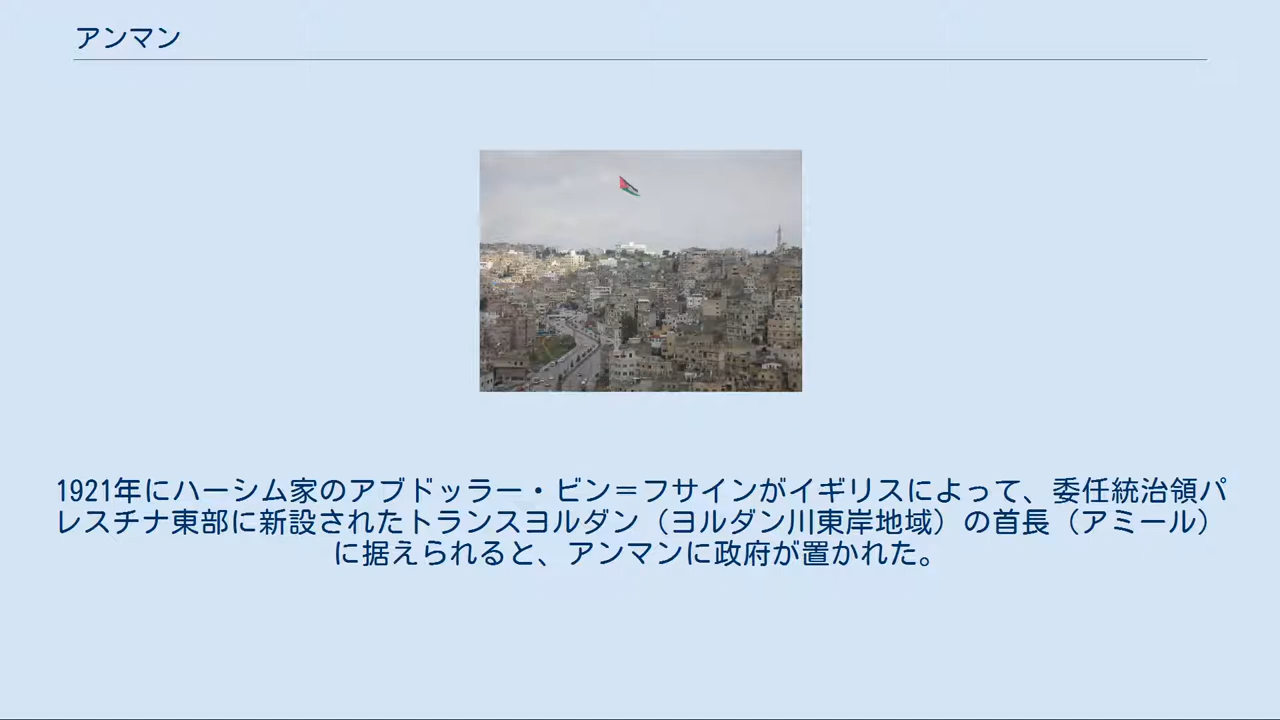 アンマン
1921年にハーシム家のアブドッラー・ビン＝フサインがイギリスによって、委任統治領パ
レスチナ東部に新設されたトランスヨルダン（ヨルダン川東岸地域）の首長（アミール）
に据えられると、アンマンに政府が置かれた。